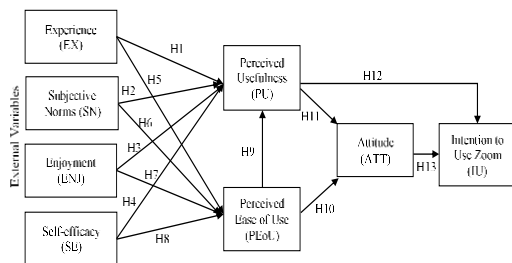 External Variables
Experience
(EX)
Subjective
Norms (SN)
Enjoyment
(ENJ)
Self-efficacy
(SE)
H1
H5
H2
H6
H3
H7
H4
H8
Perceived
Usefulness
(PU)
H9
Perceived
Ease of Use
(PEoU)
H12
H11
H10
Attitude
(ATT)
H13
Intention to
Use Zoom
(IU)